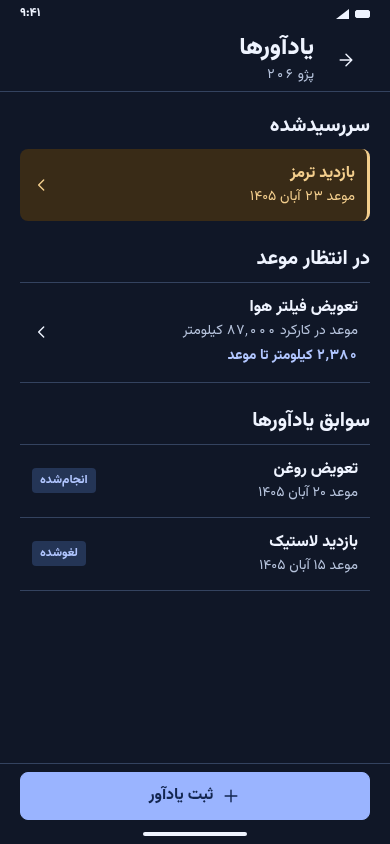 ۹:۴۱
یادآورها
پژو ۲۰۶
سررسیدشده
بازدید ترمز
موعد ۲۳ آبان ۱۴۰۵
در انتظار موعد
تعویض فیلتر هوا
موعد در کارکرد ۸۷,۰۰۰ کیلومتر
۲,۳۸۰ کیلومتر تا موعد
سوابق یادآورها
تعویض روغن
موعد ۲۰ آبان ۱۴۰۵
انجام‌شده
بازدید لاستیک
موعد ۱۵ آبان ۱۴۰۵
لغوشده
ثبت یادآور